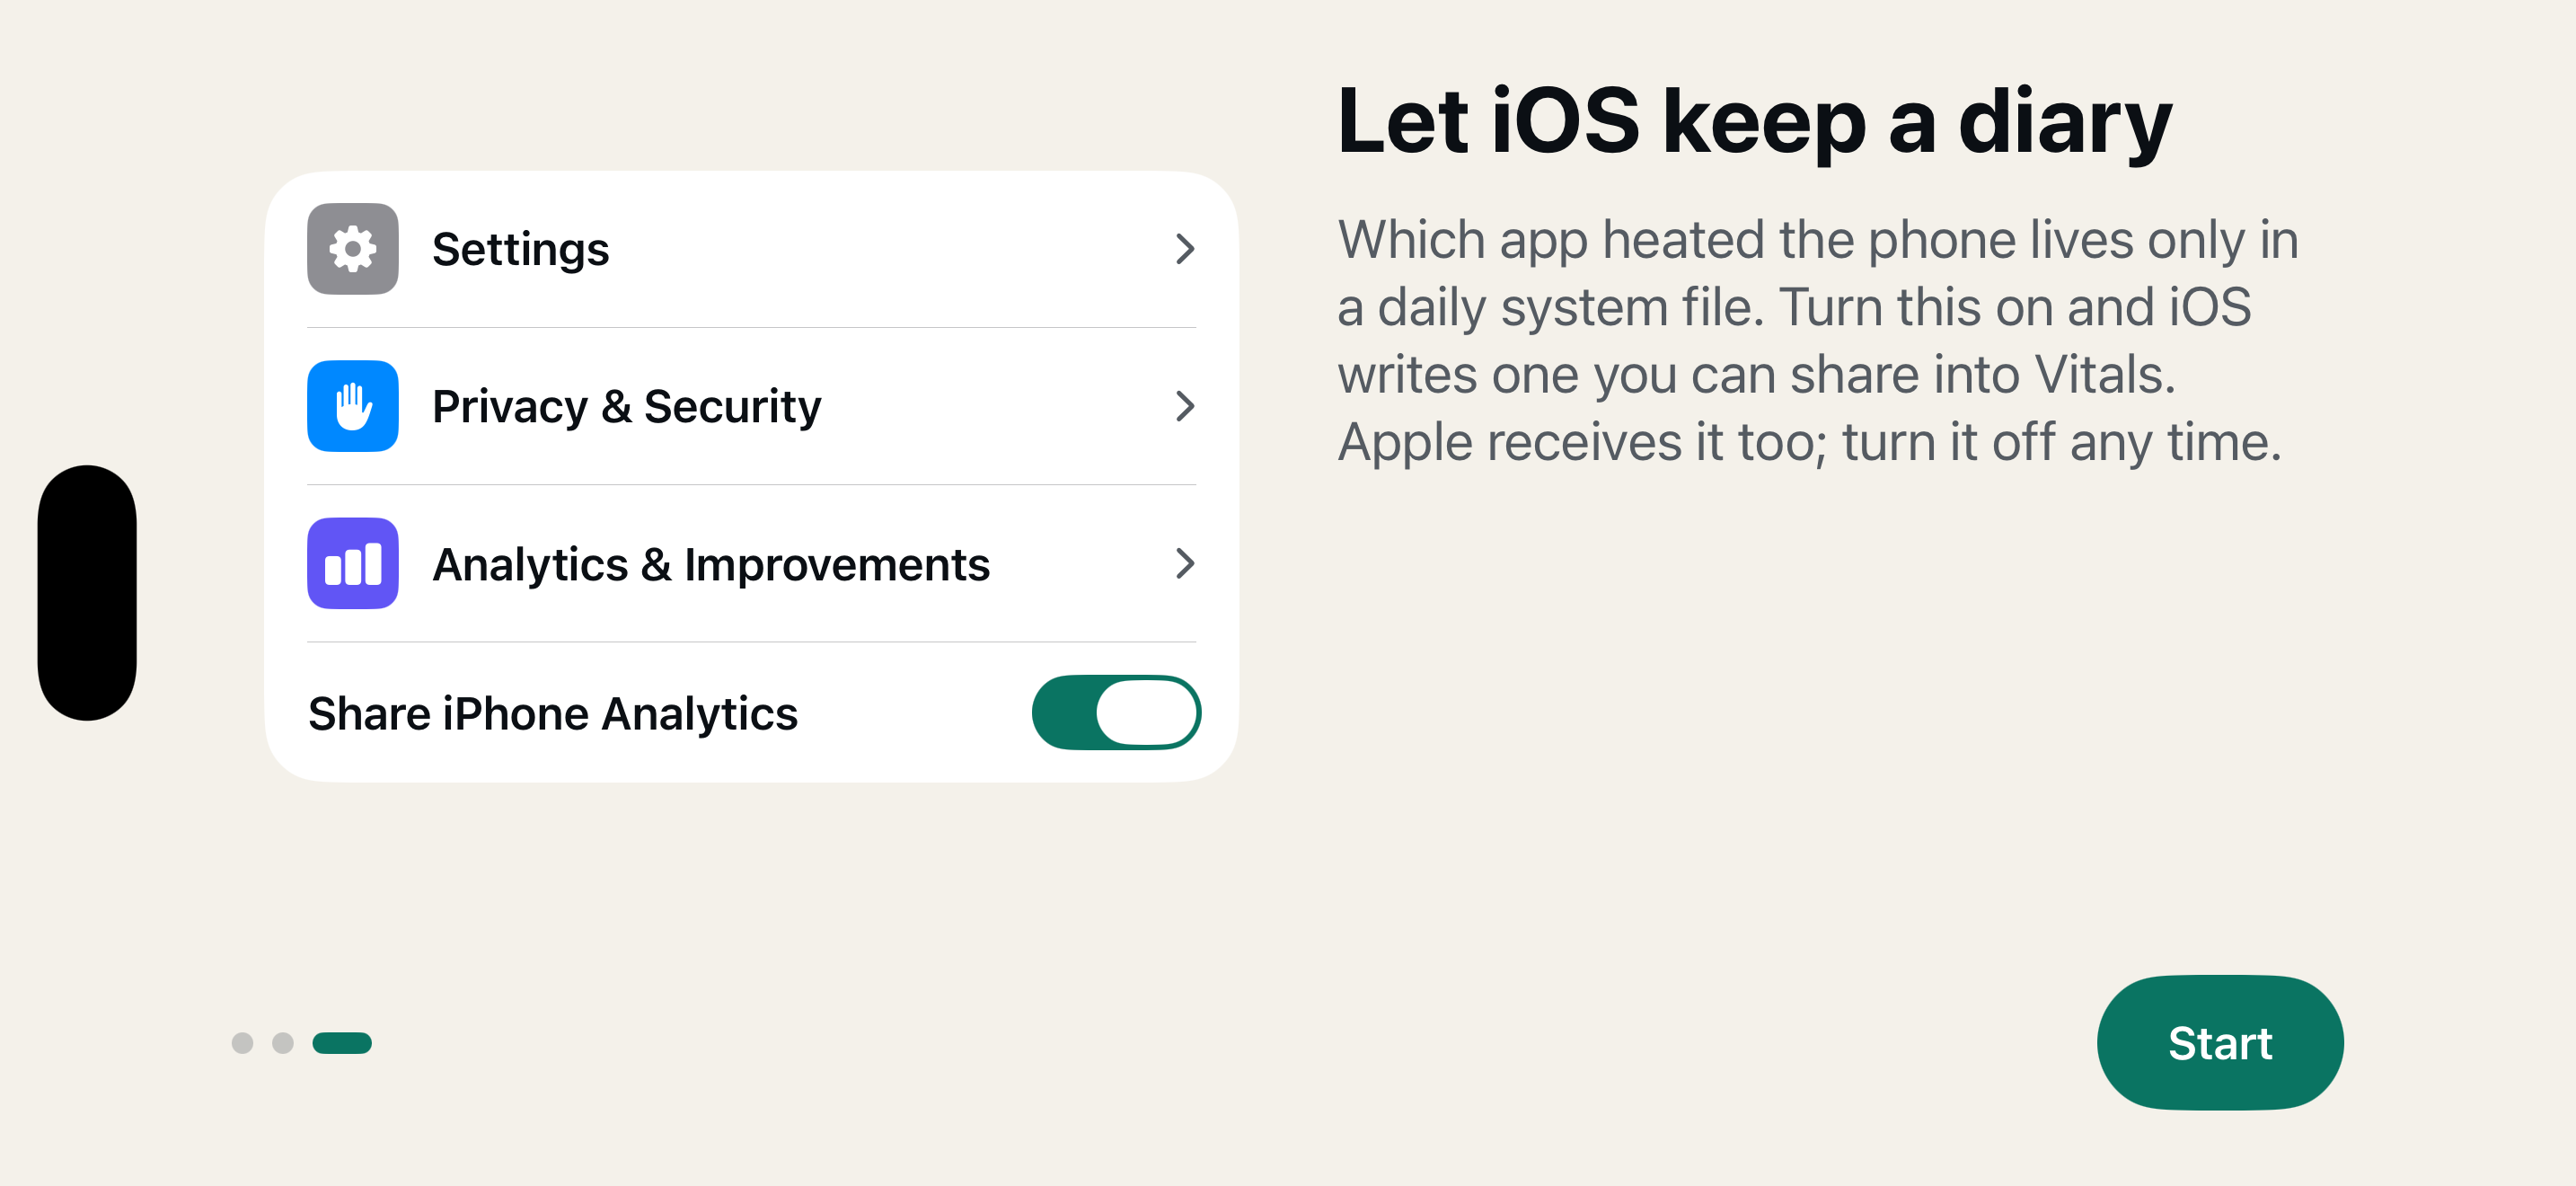 Settings
Privacy & Security
Analytics & Improvements
Share iPhone Analytics
Let iOS keep a diary
Which app heated the phone lives only in
a daily system file. Turn this on and iOS
writes one you can share into Vitals.
Apple receives it too; turn it off any time.
Start